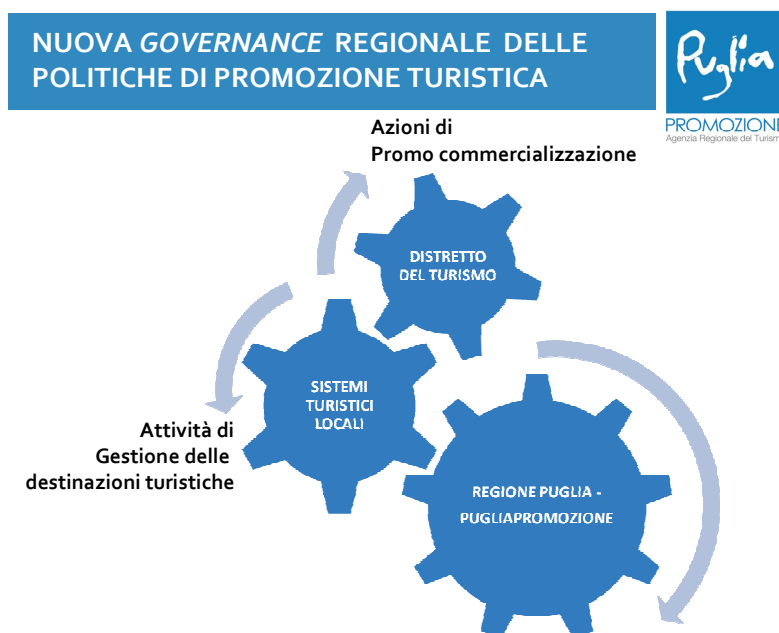 NUOVA GOVERNANCE REGIONALE DELLE
POLITICHE DI PROMOZIONE TURISTICA
Puglia
PROMOZIONE
Agenzia Regionale del Turism
Azioni di
Promo commercializzazione
DISTRETTO
DEL TURISMO
SISTEMI
TURISTICI
LOCALI
Attività di
Gestione delle
destinazioni turistiche
REGIONE PUGLIA -
PUGLIAPROMOZIONE